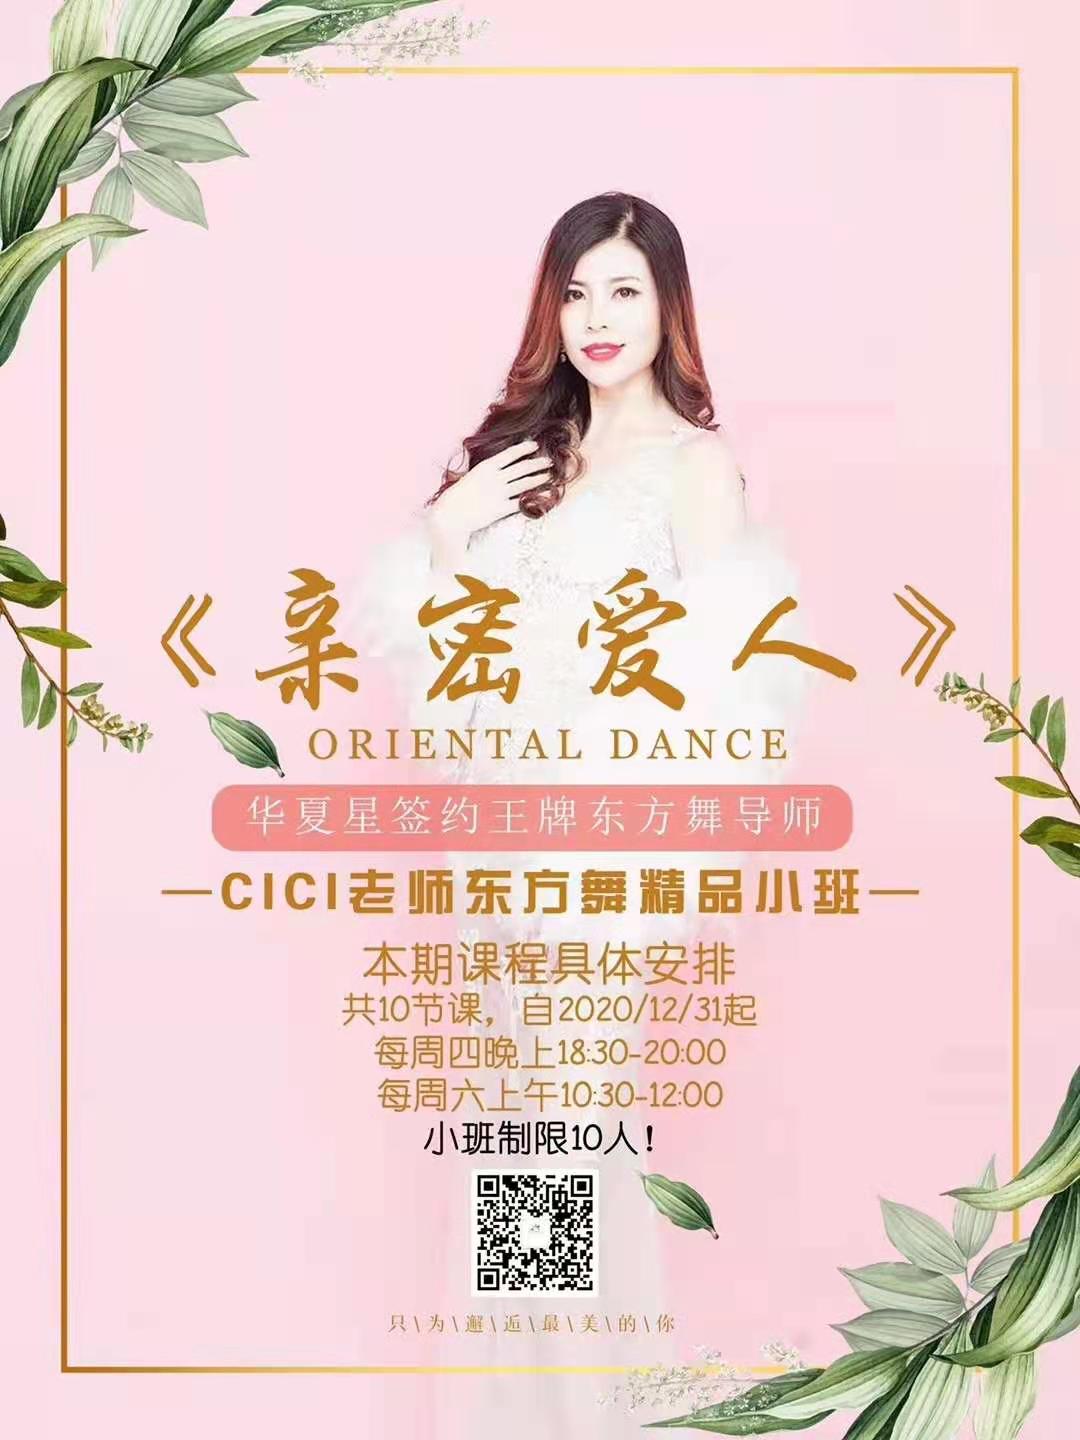 《亲密爱人》
ORIENTAL DANCE
华夏星签约王牌东方舞导师
—CICI老师东方舞精品小班—
本期课程具体安排
共10节课，自2020/12/31起
每周四晚上18:30-20:00
每周六上午10:30-12:00
小班制限10人!
只\为\邂\逅\最\美\的\你